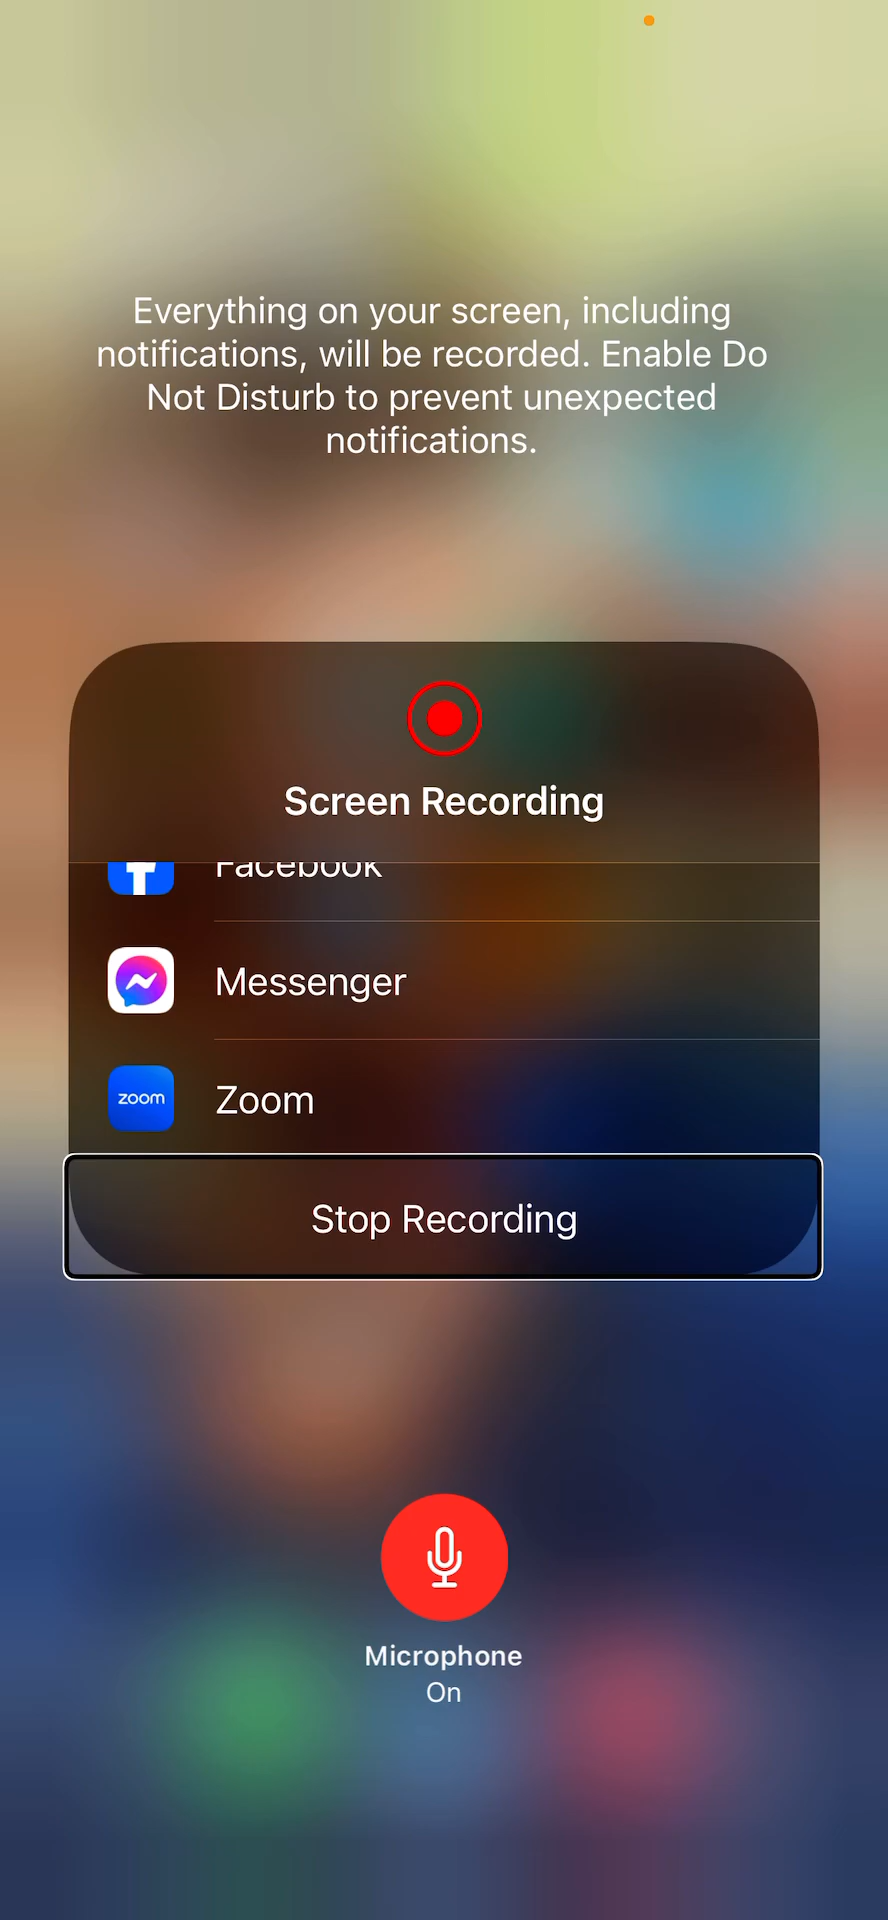 Everything on your screen, including
notifications, will be recorded. Enable Do
Not Disturb to prevent unexpected
notifications.
Screen Recording
Facebook
Messenger
zoom
Zoom
Stop Recording
Microphone
On